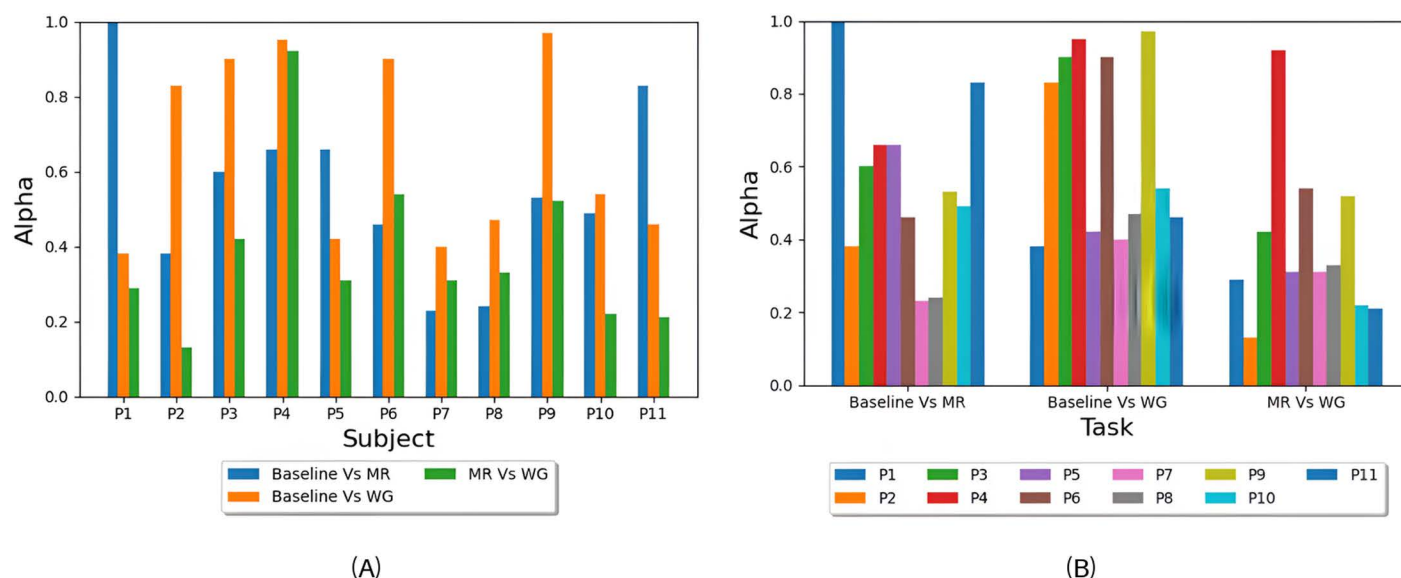 1.0
0.8
0.6
0.4
0.2
0.0
Alpha
P1 P2 P3 P4 P5 P6 P7 P8 P9 P10 P11
Subject
Baseline Vs MR MR Vs WG
Baseline Vs WG
(A)
1.0
0.8
0.6
0.4
0.2
0.0
Alpha
Baseline Vs MR Baseline Vs WG MR Vs WG
Task
P1 P3 P5 P7 P9 P11
P2 P4 P6 P8 P10
(B)